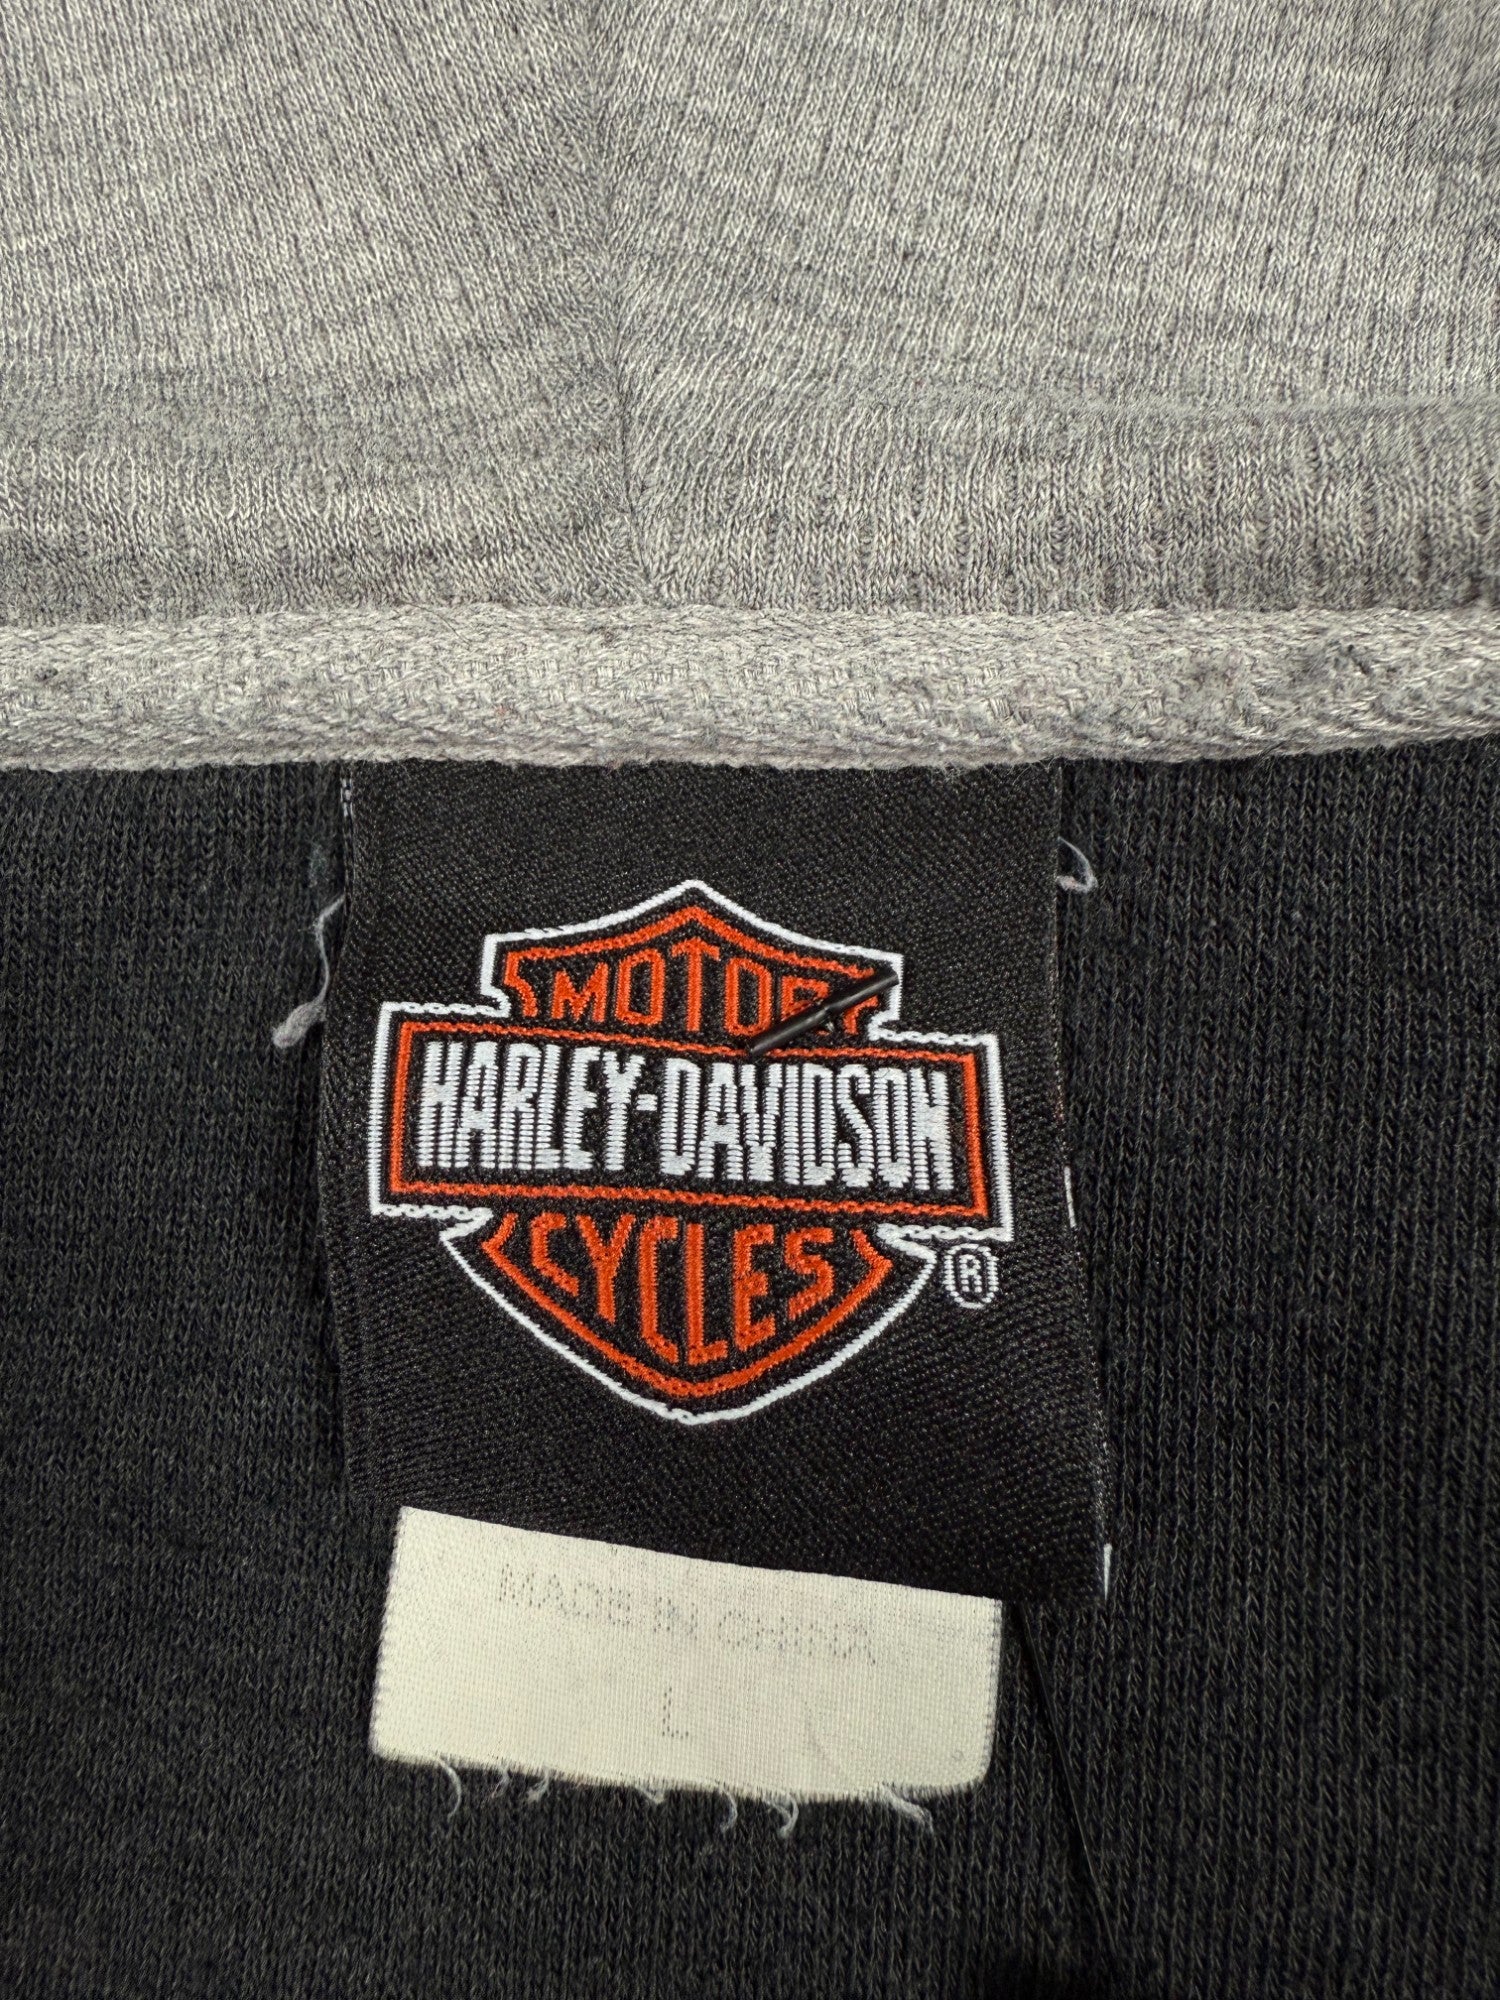 MOTOR
HARLEY-DAVIDSON
CYCLES
®
MADE IN CHINA
L